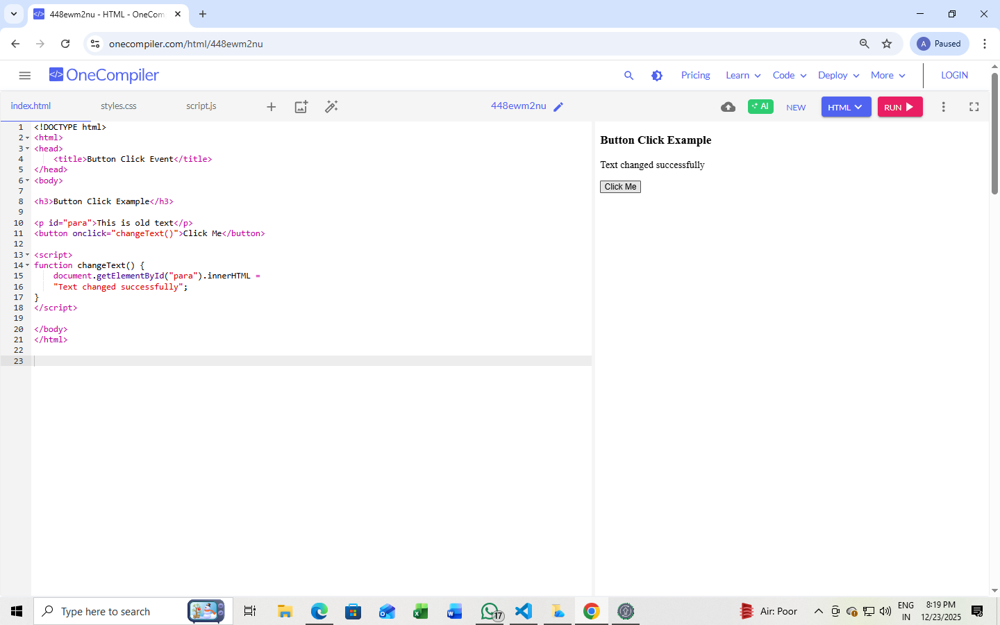 448ewm2nu - HTML - OneCom
onecompiler.com/html/448ewm2nu
A Paused
</> OneCompiler
Pricing Learn Code Deploy More LOGIN
index.html styles.css script.js 448ewm2nu AI NEW HTML RUN
1 <!DOCTYPE html>
2 <html>
3 <head>
4 <title>Button Click Event</title>
5 </head>
6 <body>
7
8 <h3>Button Click Example</h3>
9
10 <p id="para">This is old text</p>
11 <button onclick="changeText()">Click Me</button>
12
13 <script>
14 function changeText() {
15 document.getElementById("para").innerHTML =
16 "Text changed successfully";
17 }
18 </script>
19
20 </body>
21 </html>
22
23
Button Click Example
Text changed successfully
Click Me
Type here to search
17
Air: Poor
ENG
IN
8:19 PM
12/23/2025